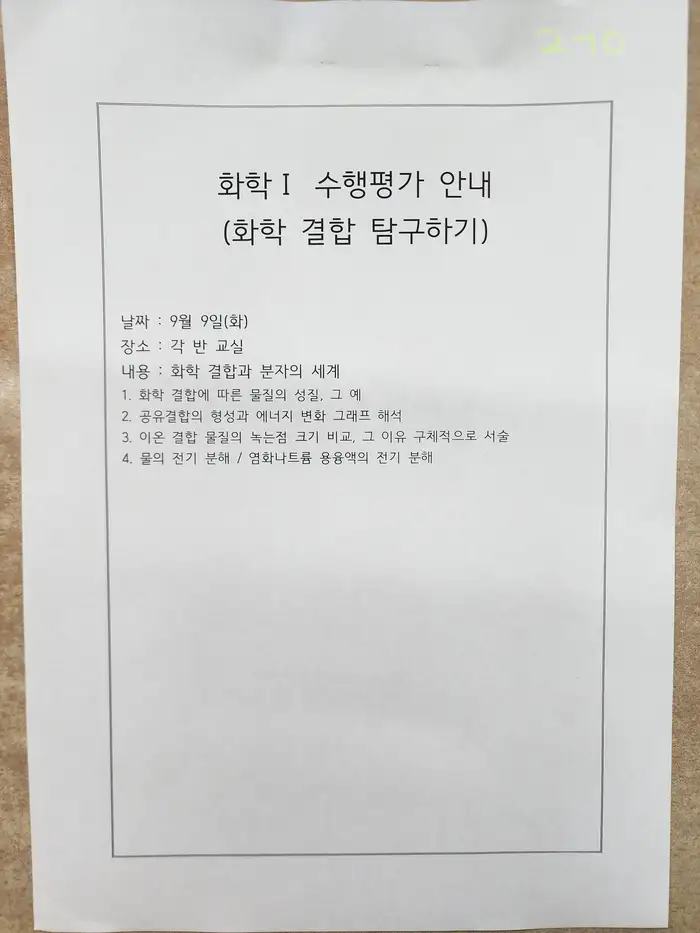 2-10
화학Ⅰ 수행평가 안내
(화학 결합 탐구하기)
날짜 : 9월 9일(화)
장소 : 각 반 교실
내용 : 화학 결합과 분자의 세계
1. 화학 결합에 따른 물질의 성질, 그 예
2. 공유결합의 형성과 에너지 변화 그래프 해석
3. 이온 결합 물질의 녹는점 크기 비교, 그 이유 구체적으로 서술
4. 물의 전기 분해 / 염화나트륨 용융액의 전기 분해